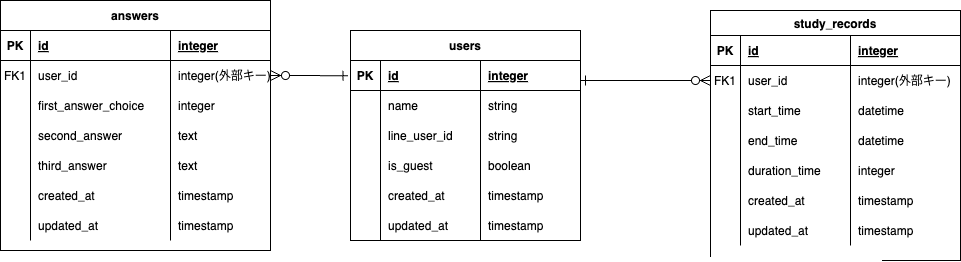 answers
PK id integer
FK1 user_id integer(外部キー)
first_answer_choice integer
second_answer text
third_answer text
created_at timestamp
updated_at timestamp
users
PK id integer
name string
line_user_id string
is_guest boolean
created_at timestamp
updated_at timestamp
study_records
PK id integer
FK1 user_id integer(外部キー)
start_time datetime
end_time datetime
duration_time integer
created_at timestamp
updated_at timestamp